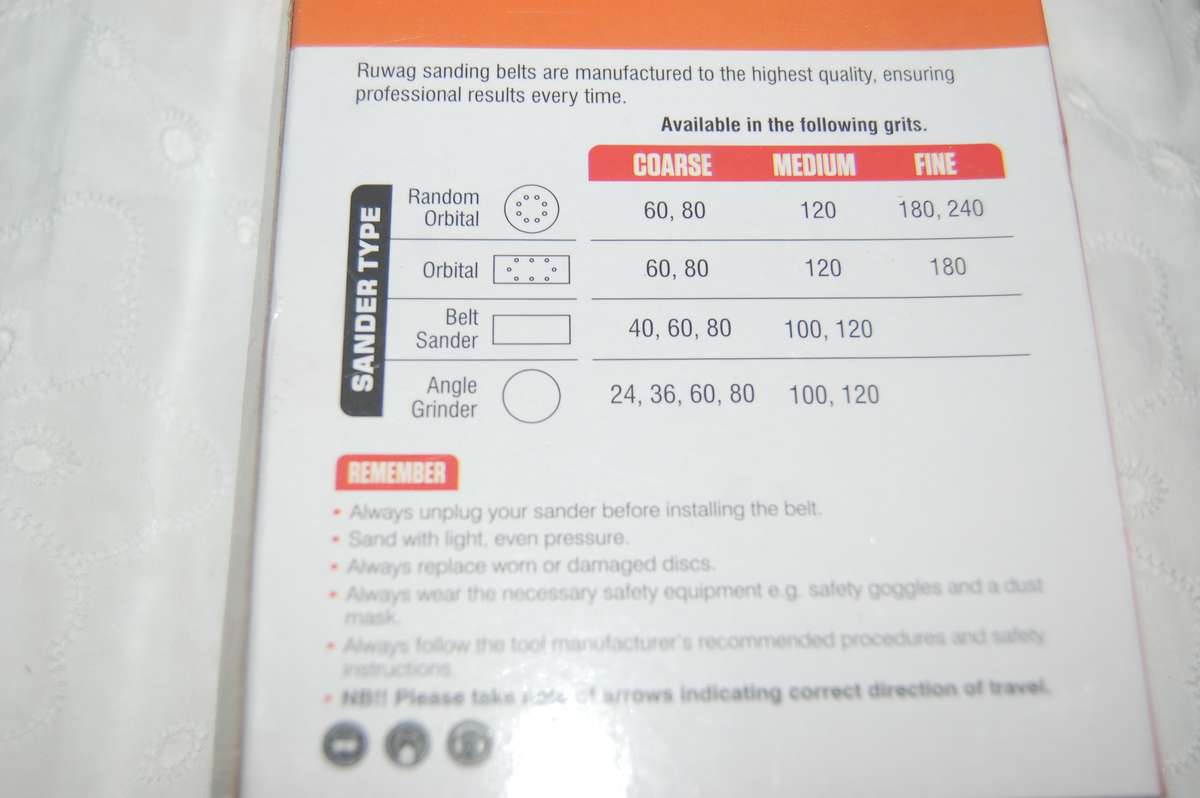 Ruwag sanding belts are manufactured to the highest quality, ensuring
professional results every time.
Available in the following grits.
COARSE MEDIUM FINE
SANDER TYPE
Random
Orbital
60, 80 120 180, 240
Orbital 60, 80 120 180
Belt
Sander
40, 60, 80 100, 120
Angle
Grinder
24, 36, 60, 80 100, 120
REMEMBER
• Always unplug your sander before installing the belt.
• Sand with light, even pressure.
• Always replace worn or damaged discs.
• Always wear the necessary safety equipment e.g. safety goggles and a dust
mask.
• Always follow the tool manufacturer's recommended procedures and safety
instructions.
• NB!! Please take note of arrows indicating correct direction of travel.